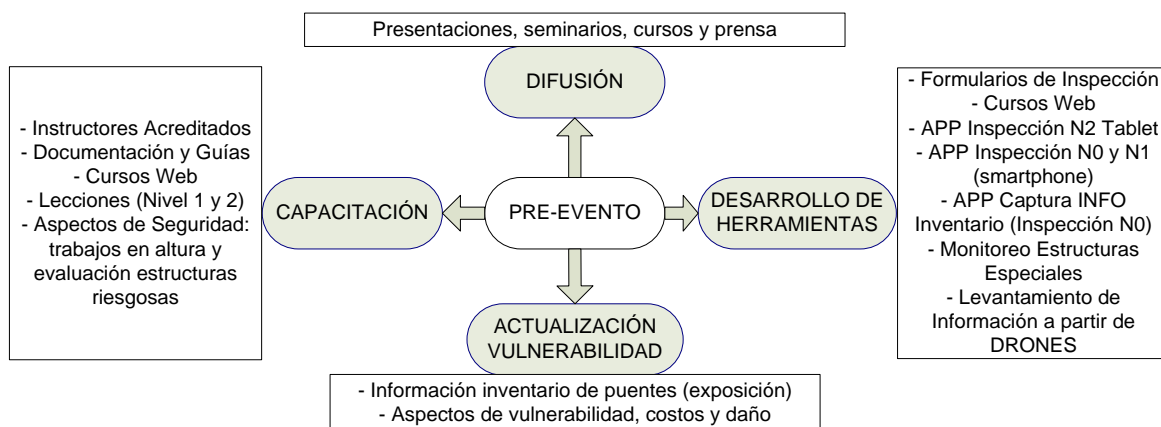 Presentaciones, seminarios, cursos y prensa
DIFUSIÓN
- Instructores Acreditados
- Documentación y Guías
- Cursos Web
- Lecciones (Nivel 1 y 2)
- Aspectos de Seguridad:
trabajos en altura y
evaluación estructuras
riesgosas
CAPACITACIÓN
PRE-EVENTO
DESARROLLO DE
HERRAMIENTAS
- Formularios de Inspección
- Cursos Web
- APP Inspección N2 Tablet
- APP Inspección N0 y N1
(smartphone)
- APP Captura INFO
Inventario (Inspección N0)
- Monitoreo Estructuras
Especiales
- Levantamiento de
Información a partir de
DRONES
ACTUALIZACIÓN
VULNERABILIDAD
- Información inventario de puentes (exposición)
- Aspectos de vulnerabilidad, costos y daño